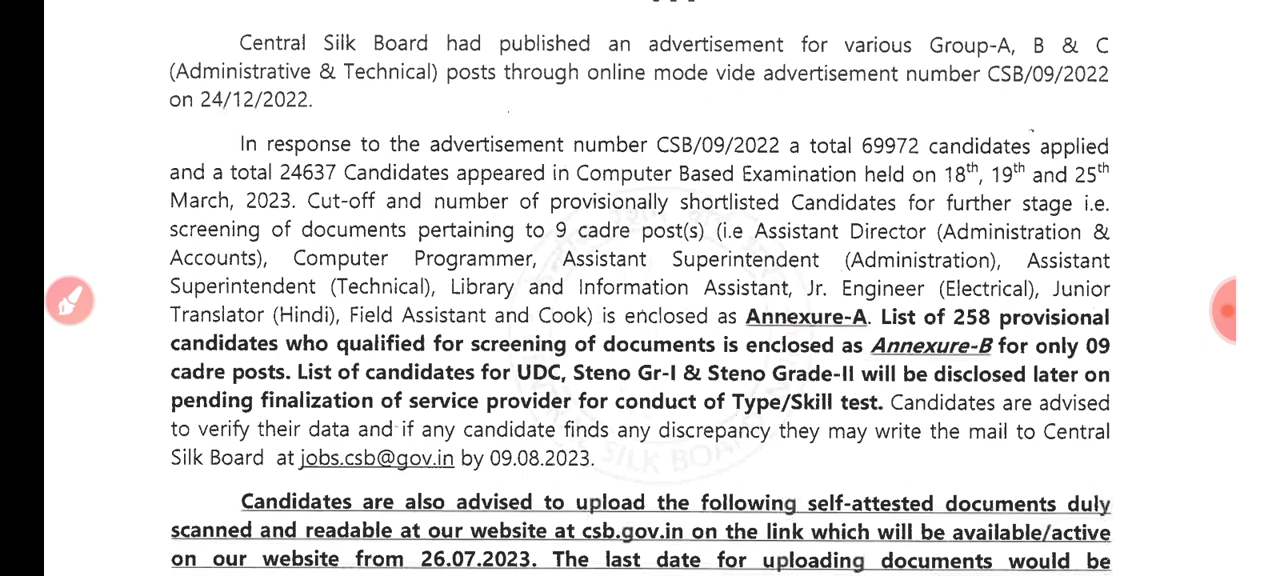 Central Silk Board had published an advertisement for various Group-A, B & C
(Administrative & Technical) posts through online mode vide advertisement number CSB/09/2022
on 24/12/2022.
In response to the advertisement number CSB/09/2022 a total 69972 candidates applied
and a total 24637 Candidates appeared in Computer Based Examination held on 18th, 19th and 25th
March, 2023. Cut-off and number of provisionally shortlisted Candidates for further stage i.e.
screening of documents pertaining to 9 cadre post(s) (i.e Assistant Director (Administration &
Accounts), Computer Programmer, Assistant Superintendent (Administration), Assistant
Superintendent (Technical), Library and Information Assistant, Jr. Engineer (Electrical), Junior
Translator (Hindi), Field Assistant and Cook) is enclosed as Annexure-A. List of 258 provisional
candidates who qualified for screening of documents is enclosed as Annexure-B for only 09
cadre posts. List of candidates for UDC, Steno Gr-I & Steno Grade-II will be disclosed later on
pending finalization of service provider for conduct of Type/Skill test. Candidates are advised
to verify their data and if any candidate finds any discrepancy they may write the mail to Central
Silk Board at jobs.csb@gov.in by 09.08.2023.
SILK BOARD
Candidates are also advised to upload the following self-attested documents duly
scanned and readable at our website at csb.gov.in on the link which will be available/active
on our website from 26.07.2023. The last date for uploading documents would be